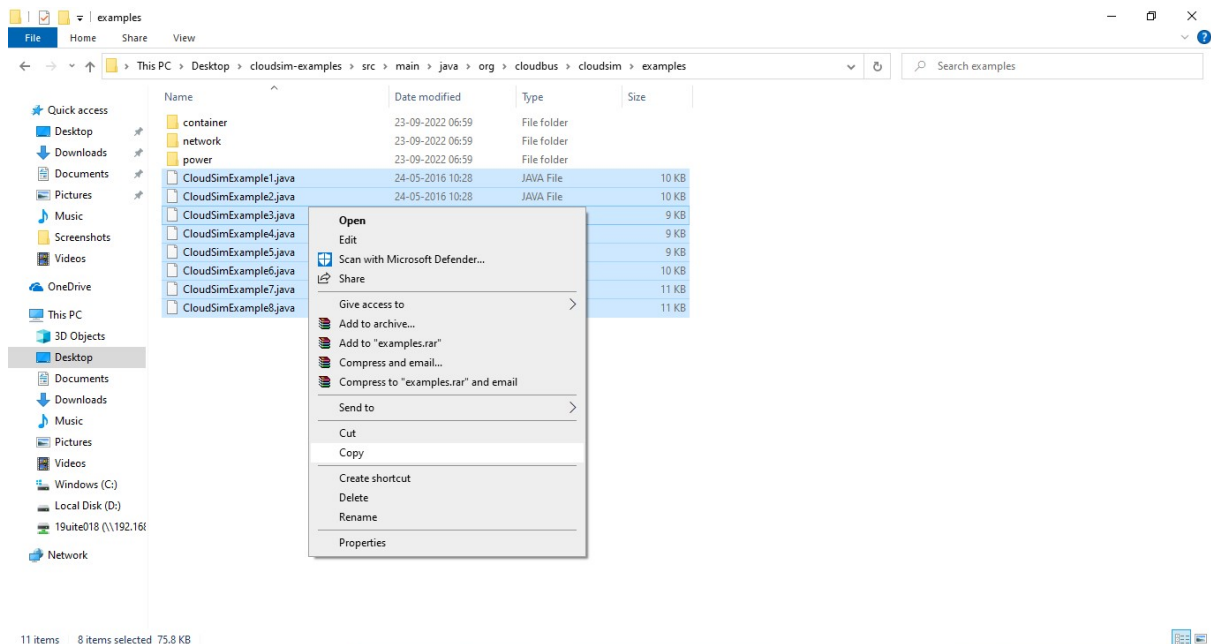 examples
File Home Share View
This PC > Desktop > cloudsim-examples > src > main > java > org > cloudbus > cloudsim > examples
Search examples
Name Date modified Type Size
Quick access
Desktop
Downloads
Documents
Pictures
Music
Screenshots
Videos
OneDrive
This PC
3D Objects
Desktop
Documents
Downloads
Music
Pictures
Videos
Windows (C:)
Local Disk (D:)
19uite018 (\\192.168
Network
container 23-09-2022 06:59 File folder
network 23-09-2022 06:59 File folder
power 23-09-2022 06:59 File folder
CloudSimExample1.java 24-05-2016 10:28 JAVA File 10 KB
CloudSimExample2.java 24-05-2016 10:28 JAVA File 10 KB
CloudSimExample3.java 9 KB
CloudSimExample4.java 9 KB
CloudSimExample5.java 9 KB
CloudSimExample6.java 10 KB
CloudSimExample7.java 11 KB
CloudSimExample8.java 11 KB
Open
Edit
Scan with Microsoft Defender...
Share
Give access to
Add to archive...
Add to "examples.rar"
Compress and email...
Compress to "examples.rar" and email
Send to
Cut
Copy
Create shortcut
Delete
Rename
Properties
11 items 8 items selected 75.8 KB